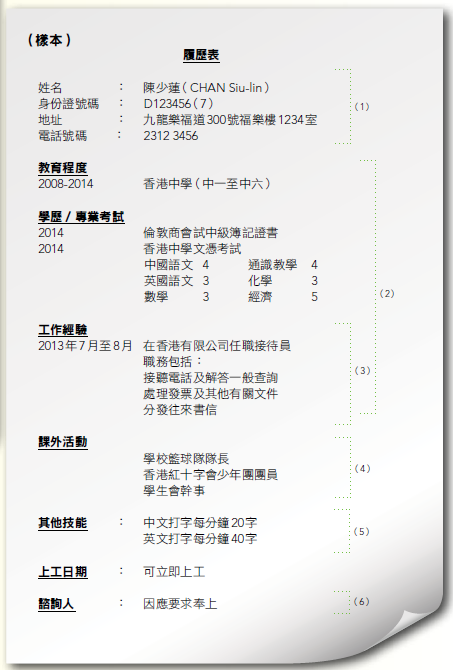 (樣本)
履歷表
姓名 : 陳少蓮 (CHAN Siu-lin)
身份證號碼 : D123456 (7)
地址 : 九龍樂福道300號福樂樓1234室
電話號碼 : 2312 3456
(1)
教育程度
2008-2014 香港中學 (中一至中六)
學歷 / 專業考試
2014 倫敦商會試中級簿記證書
2014 香港中學文憑考試
中國語文 4 通識教學 4
英國語文 3 化學 3
數學 3 經濟 5
(2)
工作經驗
2013年7月至8月 在香港有限公司任職接待員
職務包括:
接聽電話及解答一般查詢
處理發票及其他有關文件
分發往來書信
(3)
課外活動
學校籃球隊隊長
香港紅十字會少年團團員
學生會幹事
(4)
其他技能 : 中文打字每分鐘20字
英文打字每分鐘40字
(5)
上工日期 : 可立即上工
諮詢人 : 因應要求奉上
(6)